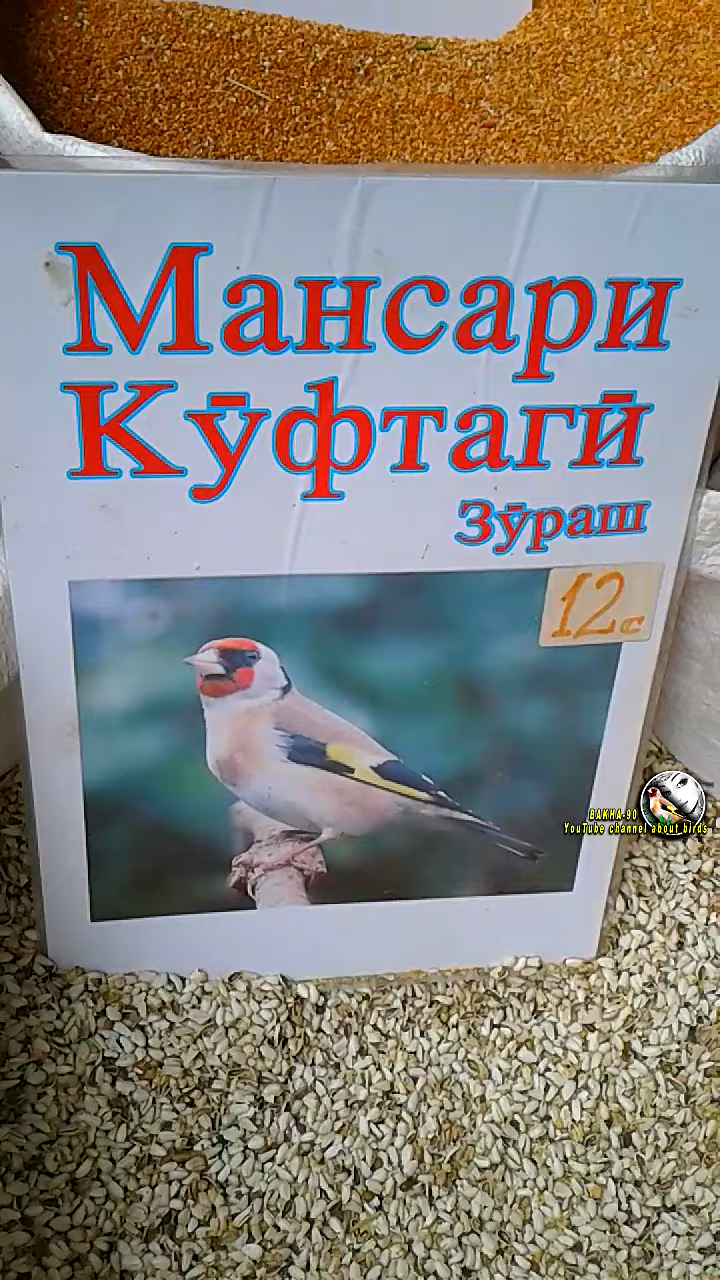 Мансари
Кӯфтагӣ
Зӯраш
12с
BAKHA-90
YouTube channel about birds